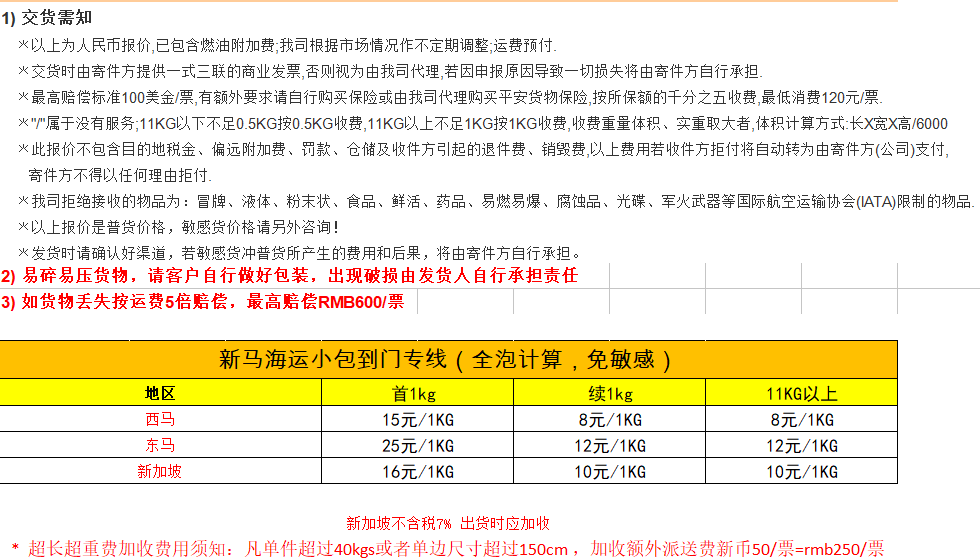 1) 交货需知
※以上为人民币报价,已包含燃油附加费;我司根据市场情况作不定期调整;运费预付.
※交货时由寄件方提供一式三联的商业发票,否则视为由我司代理,若因申报原因导致一切损失将由寄件方自行承担.
※最高赔偿标准100美金/票,有额外要求请自行购买保险或由我司代理购买平安货物保险,按所保额的千分之五收费,最低消费120元/票.
※"/"属于没有服务;11KG以下不足0.5KG按0.5KG收费,11KG以上不足1KG按1KG收费,收费重量体积、实重取大者,体积计算方式:长X宽X高/6000
※此报价不包含目的地税金、偏远附加费、罚款、仓储及收件方引起的退件费、销毁费,以上费用若收件方拒付将自动转为由寄件方(公司)支付,
寄件方不得以任何理由拒付.
※我司拒绝接收的物品为：冒牌、液体、粉末状、食品、鲜活、药品、易燃易爆、腐蚀品、光碟、军火武器等国际航空运输协会(IATA)限制的物品.
※以上报价是普货价格，敏感货价格请另外咨询！
※发货时请确认好渠道，若敏感货冲普货所产生的费用和后果，将由寄件方自行承担。
2) 易碎易压货物，请客户自行做好包装，出现破损由发货人自行承担责任
3) 如货物丢失按运费5倍赔偿，最高赔偿RMB600/票
新马海运小包到门专线（全泡计算，免敏感）
地区 首1kg 续1kg 11KG以上
西马 15元/1KG 8元/1KG 8元/1KG
东马 25元/1KG 12元/1KG 12元/1KG
新加坡 16元/1KG 10元/1KG 10元/1KG
新加坡不含税7% 出货时应加收
* 超长超重费加收费用须知：凡单件超过40kgs或者单边尺寸超过150cm，加收额外派送费新币50/票=rmb250/票